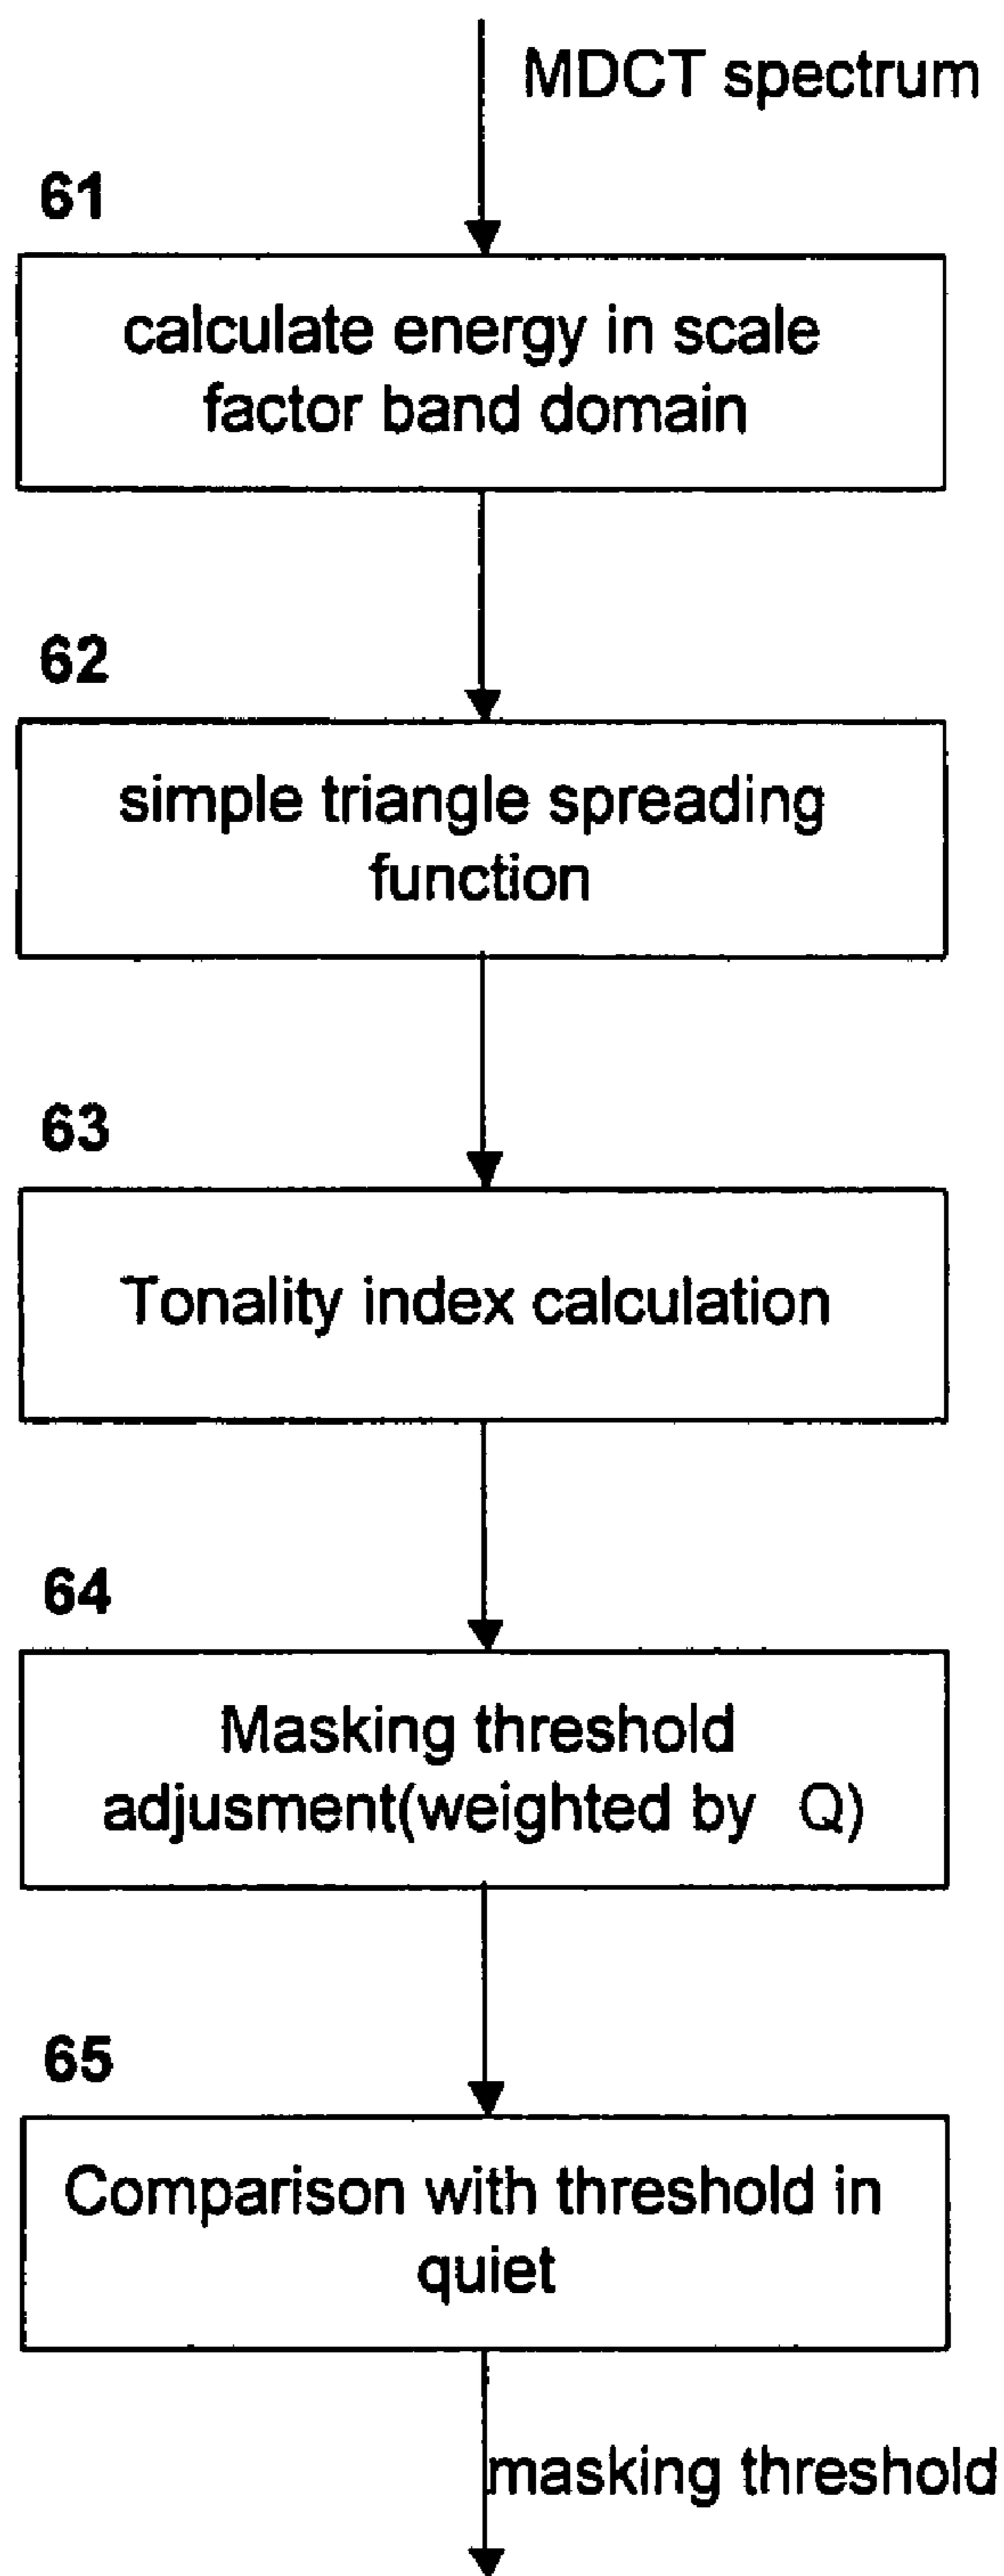 MDCT spectrum
61
calculate energy in scale
factor band domain
62
simple triangle spreading
function
63
Tonality index calculation
64
Masking threshold
adjusment(weighted by Q)
65
Comparison with threshold in
quiet
masking threshold